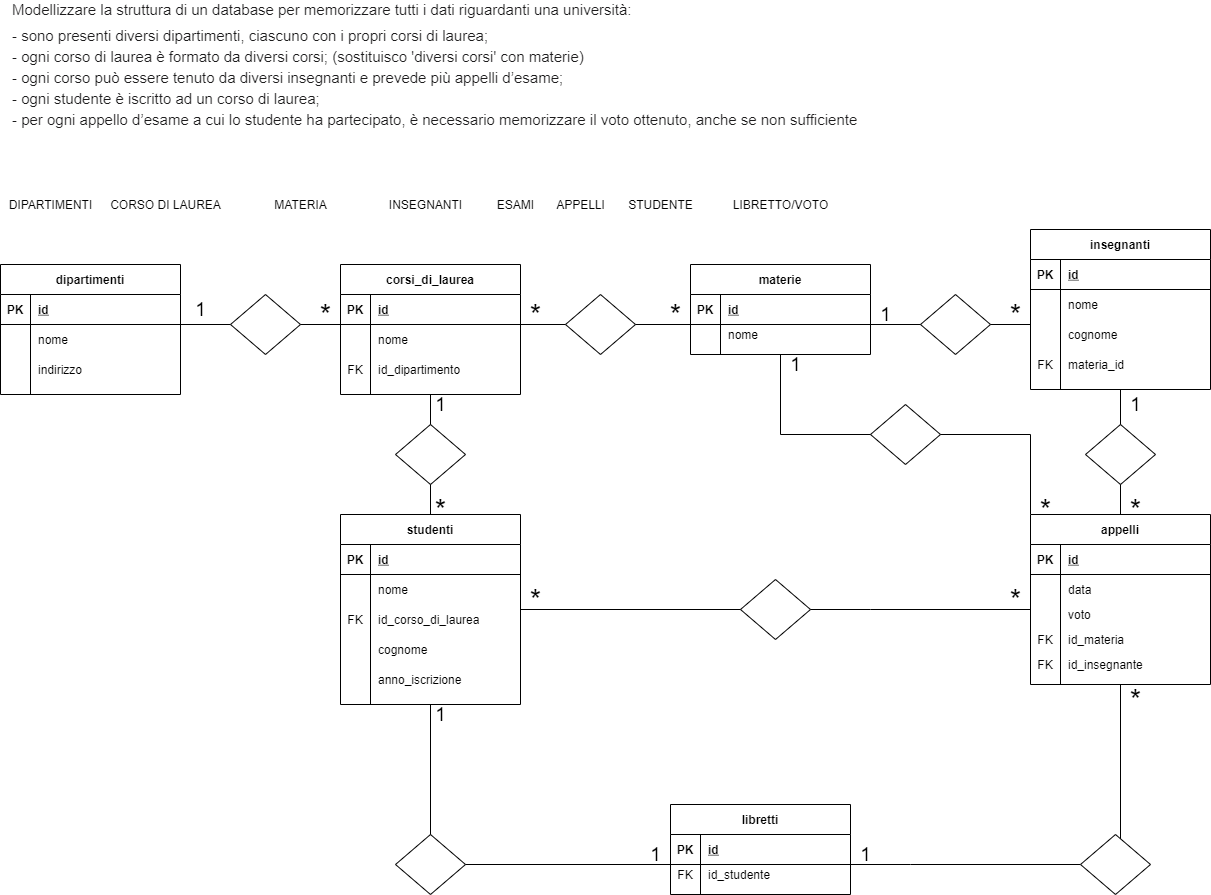 Modellizzare la struttura di un database per memorizzare tutti i dati riguardanti una università:
- sono presenti diversi dipartimenti, ciascuno con i propri corsi di laurea;
- ogni corso di laurea è formato da diversi corsi; (sostituisco 'diversi corsi' con materie)
- ogni corso può essere tenuto da diversi insegnanti e prevede più appelli d'esame;
- ogni studente è iscritto ad un corso di laurea;
- per ogni appello d'esame a cui lo studente ha partecipato, è necessario memorizzare il voto ottenuto, anche se non sufficiente
DIPARTIMENTI CORSO DI LAUREA MATERIA INSEGNANTI ESAMI APPELLI STUDENTE LIBRETTO/VOTO
dipartimenti
PK id
nome
indirizzo
1 *
corsi_di_laurea
PK id
nome
FK id_dipartimento
* *
materie
PK id
nome
1 *
insegnanti
PK id
nome
cognome
FK materia_id
1
*
1
*
1
*
studenti
PK id
nome
FK id_corso_di_laurea
cognome
anno_iscrizione
* *
appelli
PK id
data
voto
FK id_materia
FK id_insegnante
1
*
1 1
libretti
PK id
FK id_studente